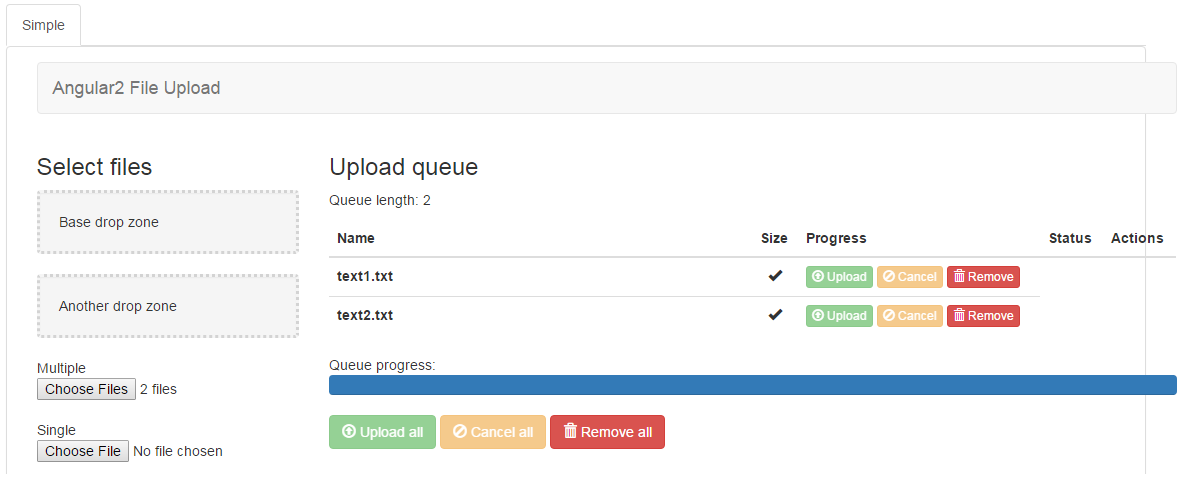 Simple
Angular2 File Upload
Select files
Base drop zone
Another drop zone
Multiple
Choose Files 2 files
Single
Choose File No file chosen
Upload queue
Queue length: 2
Name Size Progress Status Actions
text1.txt Upload Cancel Remove
text2.txt Upload Cancel Remove
Queue progress:
Upload all Cancel all Remove all